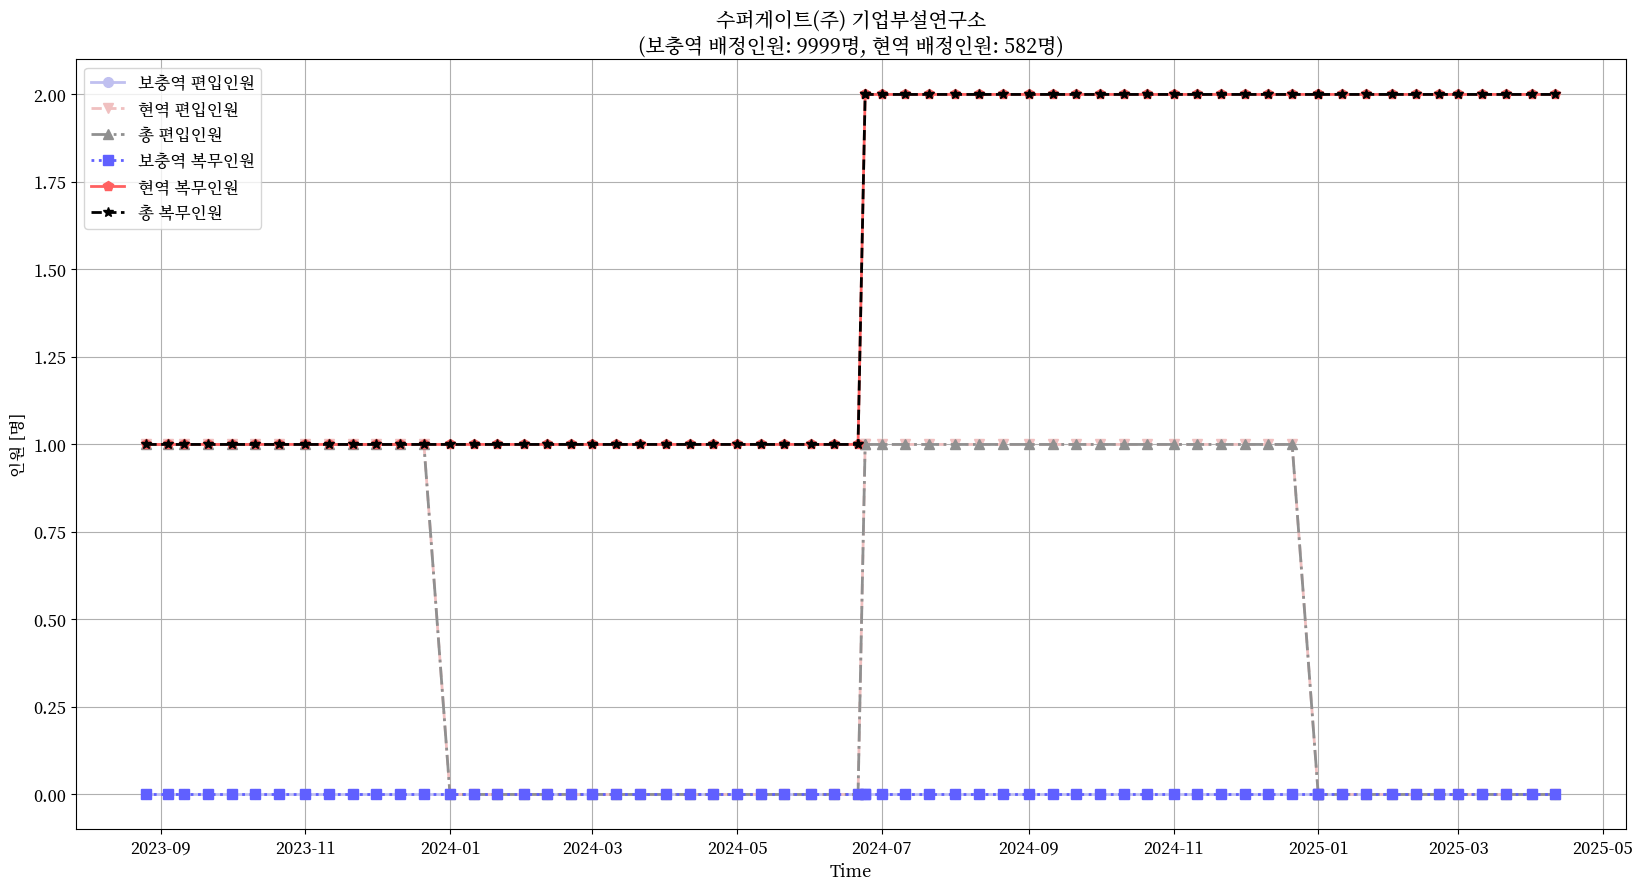 수퍼게이트(주) 기업부설연구소
(보충역 배정인원: 9999명, 현역 배정인원: 582명)
보충역 편입인원
현역 편입인원
총 편입인원
보충역 복무인원
현역 복무인원
총 복무인원
2.00
1.75
1.50
1.25
1.00
0.75
0.50
0.25
0.00
인원 [명]
2023-09 2023-11 2024-01 2024-03 2024-05 2024-07 2024-09 2024-11 2025-01 2025-03 2025-05
Time